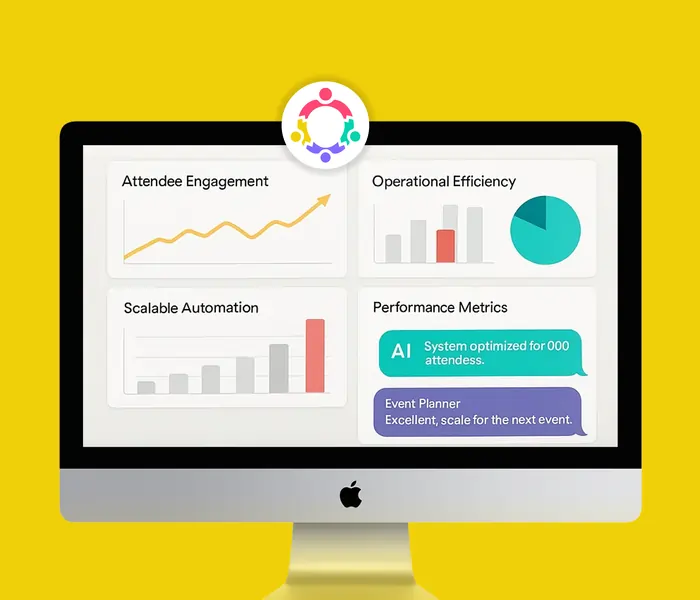 Attendee Engagement
Operational Efficiency
Scalable Automation
Performance Metrics
AI
System optimized for 000
attendess.
Event Planner
Excellent, scale for the next event.